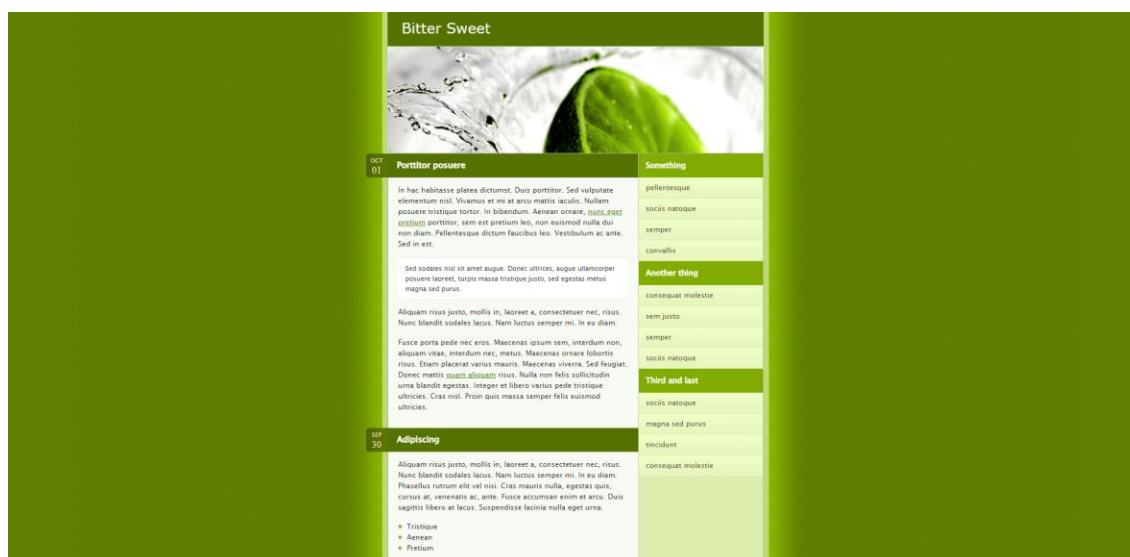 Bitter Sweet
OCT
01
Porttitor posuere
In hac habitasse platea dictumst. Duis porttitor. Sed vulputate
elementum nisl. Vivamus et mi at arcu mattis iaculis. Nullam
posuere tristique tortor. In bibendum. Aenean ornare, nunc eget
pretium porttitor, sem est pretium leo, non euismod nulla dui
non diam. Pellentesque dictum faucibus leo. Vestibulum ac ante.
Sed in est.
Sed sodales nisl sit amet augue. Donec ultrices, augue ullamcorper
posuere laoreet, turpis massa tristique justo, sed egestas metus
magna sed purus.
Aliquam risus justo, mollis in, laoreet a, consectetuer nec, risus.
Nunc blandit sodales lacus. Nam luctus semper mi. In eu diam.
Fusce porta pede nec eros. Maecenas ipsum sem, interdum non,
aliquam vitae, interdum nec, metus. Maecenas ornare lobortis
risus. Etiam placerat varius mauris. Maecenas viverra. Sed feugiat.
Donec mattis quam aliquam risus. Nulla non felis sollicitudin
urna blandit egestas. Integer et libero varius pede tristique
ultricies. Cras nisl. Proin quis massa semper felis euismod
ultricies.
SEP
30
Adipiscing
Aliquam risus justo, mollis in, laoreet a, consectetuer nec, risus.
Nunc blandit sodales lacus. Nam luctus semper mi. In eu diam.
Phasellus rutrum elit vel nisi. Cras mauris nulla, egestas quis,
cursus at, venenatis ac, ante. Fusce accumsan enim et arcu. Duis
sagittis libero at lacus. Suspendisse lacinia nulla eget urna.
Tristique
Aenean
Pretium
Something
pellentesque
sociis natoque
semper
convallis
Another thing
consequat molestie
sem justo
semper
sociis natoque
Third and last
sociis natoque
magna sed purus
tincidunt
consequat molestie